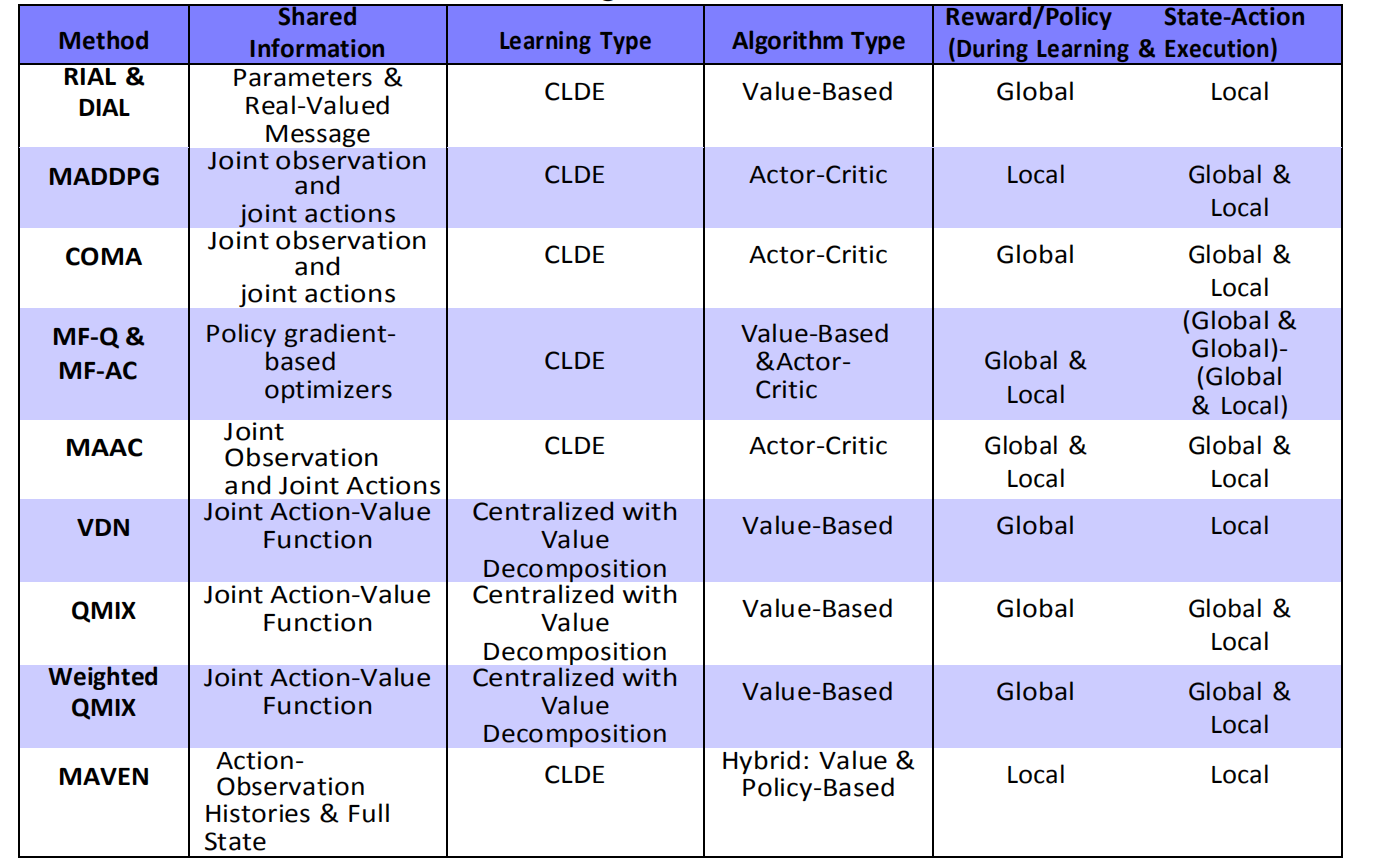 Method
Shared
Information
Learning Type
Algorithm Type
Reward/Policy State-Action
(During Learning & Execution)
RIAL &
DIAL
Parameters &
Real-Valued
Message
CLDE
Value-Based
Global
Local
MADDPG
Joint observation
and
joint actions
CLDE
Actor-Critic
Local
Global &
Local
COMA
Joint observation
and
joint actions
CLDE
Actor-Critic
Global
Global &
Local
MF-Q &
MF-AC
Policy gradient-
based
optimizers
CLDE
Value-Based
&Actor-
Critic
Global &
Local
(Global &
Global)-
(Global
& Local)
MAAC
Joint
Observation
and Joint Actions
CLDE
Actor-Critic
Global &
Local
Global &
Local
VDN
Joint Action-Value
Function
Centralized with
Value
Decomposition
Value-Based
Global
Local
QMIX
Joint Action-Value
Function
Centralized with
Value
Decomposition
Value-Based
Global
Global &
Local
Weighted
QMIX
Joint Action-Value
Function
Centralized with
Value
Decomposition
Value-Based
Global
Global &
Local
MAVEN
Action-
Observation
Histories & Full
State
CLDE
Hybrid: Value &
Policy-Based
Local
Local